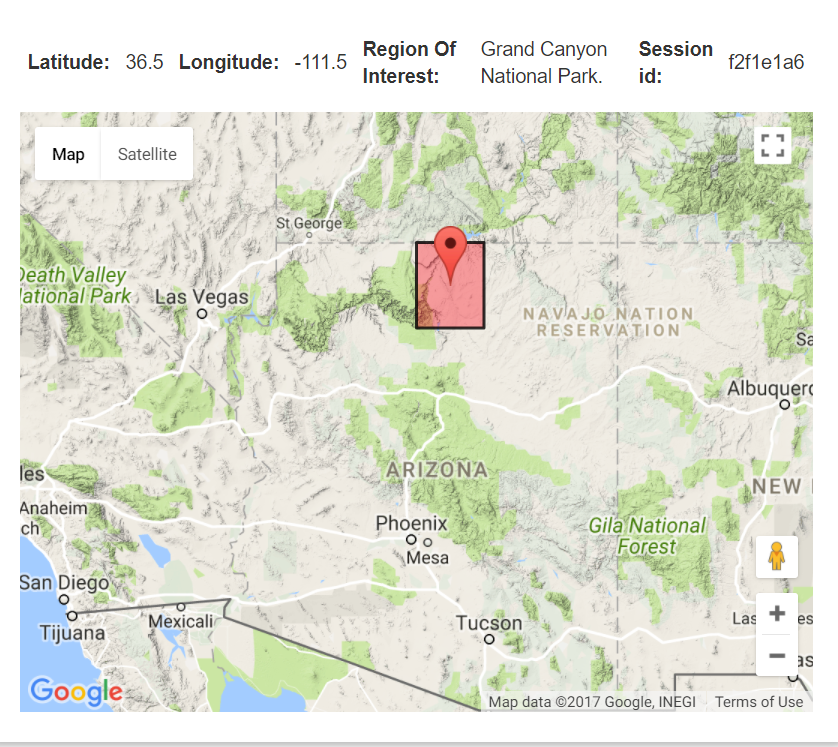 Latitude: 36.5 Longitude: -111.5 Region Of Interest: Grand Canyon National Park. Session id: f2f1e1a6
Map Satellite
St George
Death Valley
National Park
Las Vegas
NAVAJO NATION
RESERVATION
Sa
Albuquerq
les
ARIZONA
NEW
Anaheim
ch
Phoenix
Mesa
Gila National
Forest
San Diego
Tijuana
Mexicali
Tucson
Las
es
as
+
−
Google
Map data ©2017 Google, INEGI Terms of Use